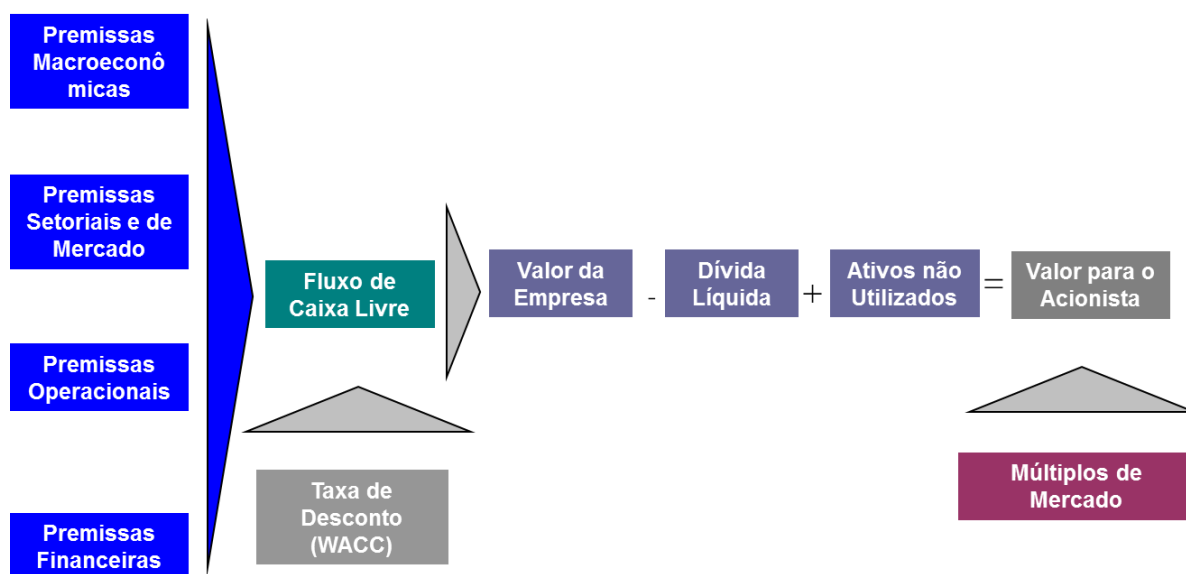 Premissas
Macroeconô
micas
Premissas
Setoriais e de
Mercado
Premissas
Operacionais
Premissas
Financeiras
Fluxo de
Caixa Livre
Taxa de
Desconto
(WACC)
Valor da
Empresa
-
Dívida
Líquida
+
Ativos não
Utilizados
=
Valor para o
Acionista
Múltiplos de
Mercado